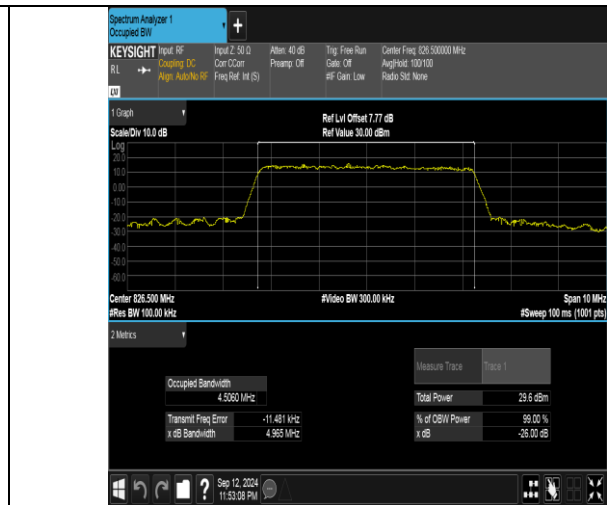 Spectrum Analyzer 1
Occupied BW
+
KEYSIGHT Input: RF Input Z: 50 Ω Atten: 40 dB Trig: Free Run Center Freq: 826.500000 MHz
RL Coupling: DC Corr CCorr Preamp: Off Gate: Off Avg|Hold: 100/100
Align: Auto/No RF Freq Ref: Int (S) #IF Gain: Low Radio Std: None
LXI
1 Graph Ref Lvl Offset 7.77 dB
Scale/Div 10.0 dB Ref Value 30.00 dBm
Log
20.0
10.0
0.00
-10.0
-20.0
-30.0
-40.0
-50.0
-60.0
Center 826.500 MHz #Video BW 300.00 kHz Span 10 MHz
#Res BW 100.00 kHz #Sweep 100 ms (1001 pts)
2 Metrics
Measure Trace Trace 1
Occupied Bandwidth
4.5060 MHz Total Power 29.6 dBm
Transmit Freq Error -11.481 kHz % of OBW Power 99.00 %
x dB Bandwidth 4.965 MHz x dB -26.00 dB
? Sep 12, 2024
11:53:08 PM